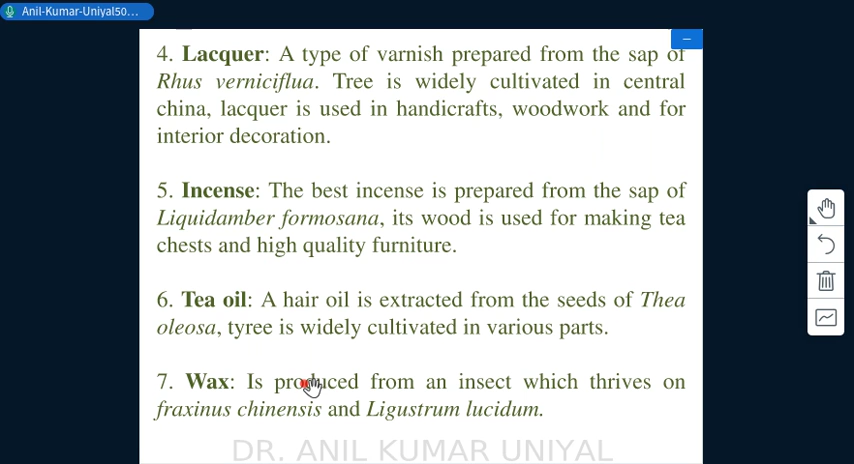 Anil-Kumar-Uniyal50...
4. Lacquer: A type of varnish prepared from the sap of
Rhus verniciflua. Tree is widely cultivated in central
china, lacquer is used in handicrafts, woodwork and for
interior decoration.
5. Incense: The best incense is prepared from the sap of
Liquidamber formosana, its wood is used for making tea
chests and high quality furniture.
6. Tea oil: A hair oil is extracted from the seeds of Thea
oleosa, tyree is widely cultivated in various parts.
7. Wax: Is produced from an insect which thrives on
fraxinus chinensis and Ligustrum lucidum.
DR. ANIL KUMAR UNIYAL